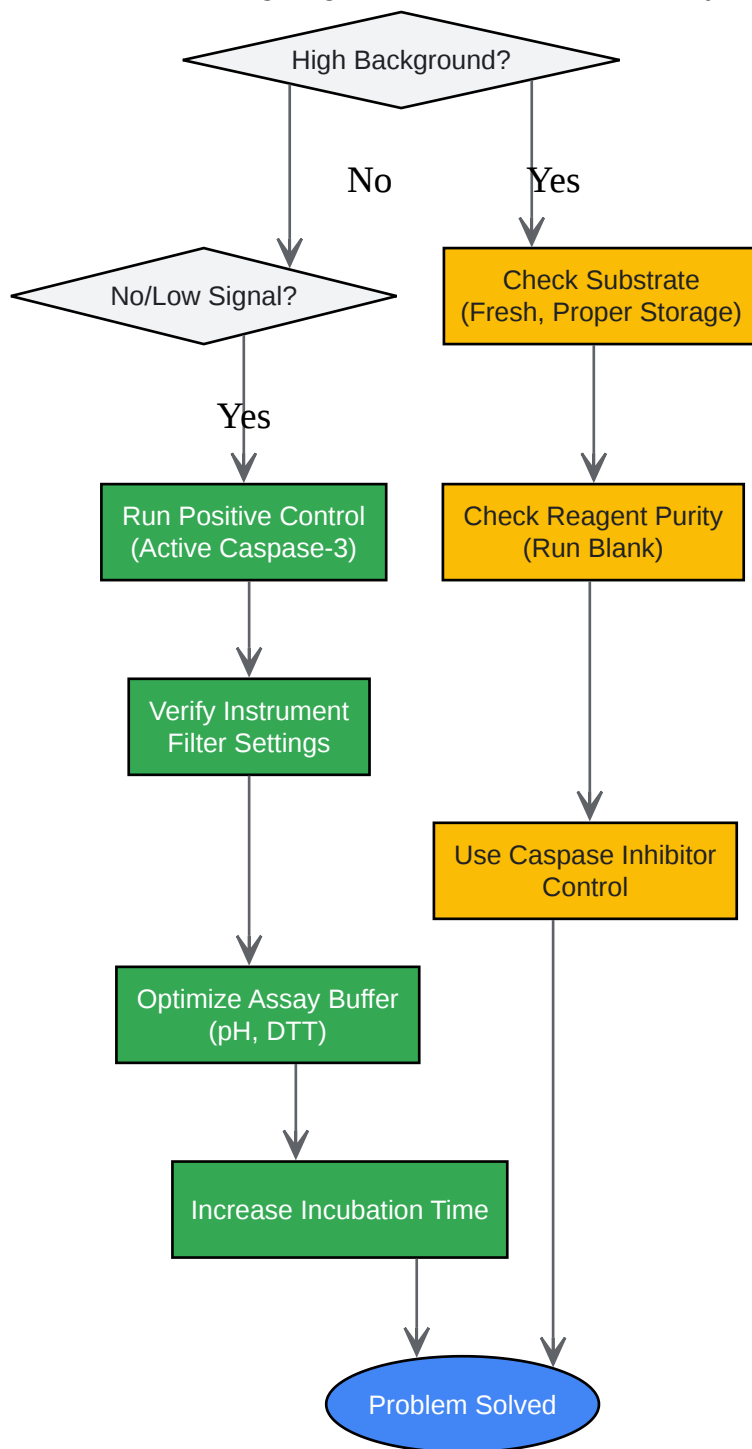 High Background?
No
Yes
No/Low Signal?
Check Substrate
(Fresh, Proper Storage)
Yes
Run Positive Control
(Active Caspase-3)
Check Reagent Purity
(Run Blank)
Verify Instrument
Filter Settings
Use Caspase Inhibitor
Control
Optimize Assay Buffer
(pH, DTT)
Increase Incubation Time
Problem Solved